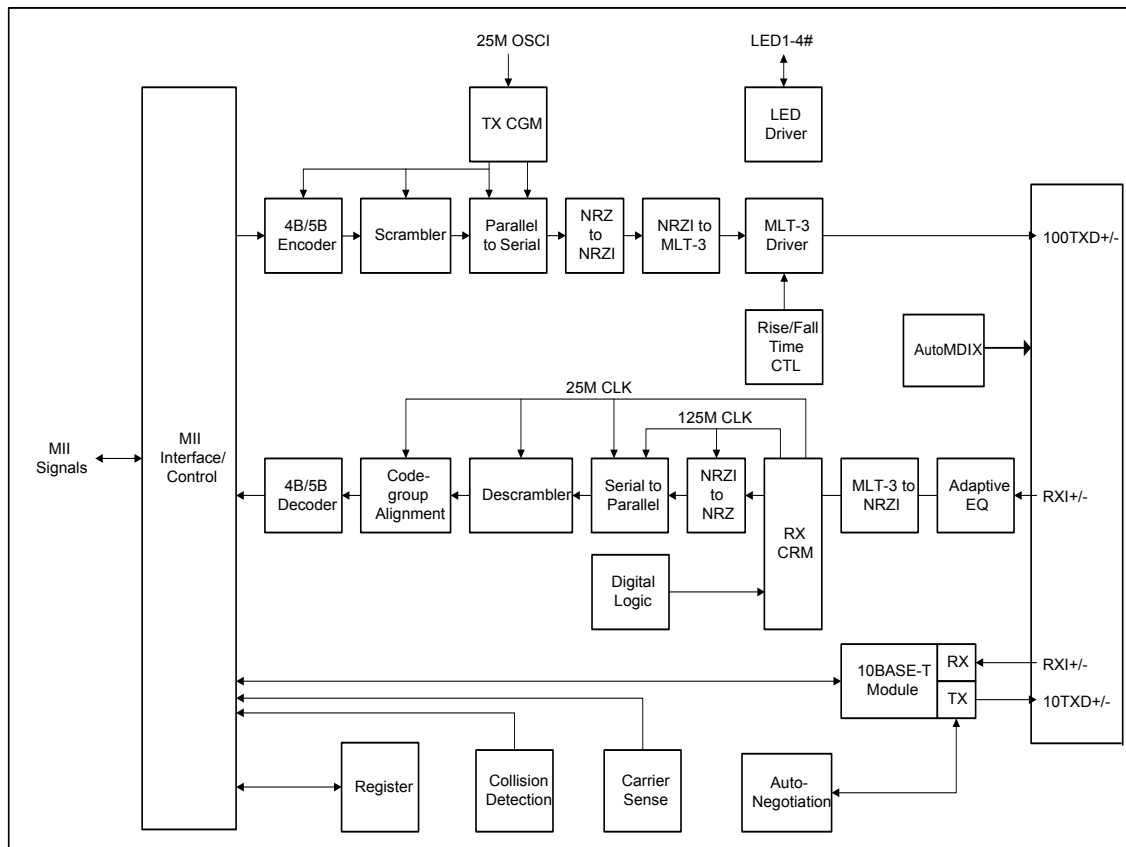 25M OSCI
LED1-4#
TX CGM
LED
Driver
4B/5B
Encoder
Scrambler
Parallel
to Serial
NRZ
to
NRZI
NRZI to
MLT-3
MLT-3
Driver
100TXD+/-
Rise/Fall
Time
CTL
AutoMDIX
25M CLK
125M CLK
MII
Signals
MII
Interface/
Control
4B/5B
Decoder
Code-
group
Alignment
Descrambler
Serial to
Parallel
NRZI
to
NRZ
RX
CRM
MLT-3 to
NRZI
Adaptive
EQ
RXI+/-
Digital
Logic
10BASE-T
Module
RX
TX
RXI+/-
10TXD+/-
Register
Collision
Detection
Carrier
Sense
Auto-
Negotiation